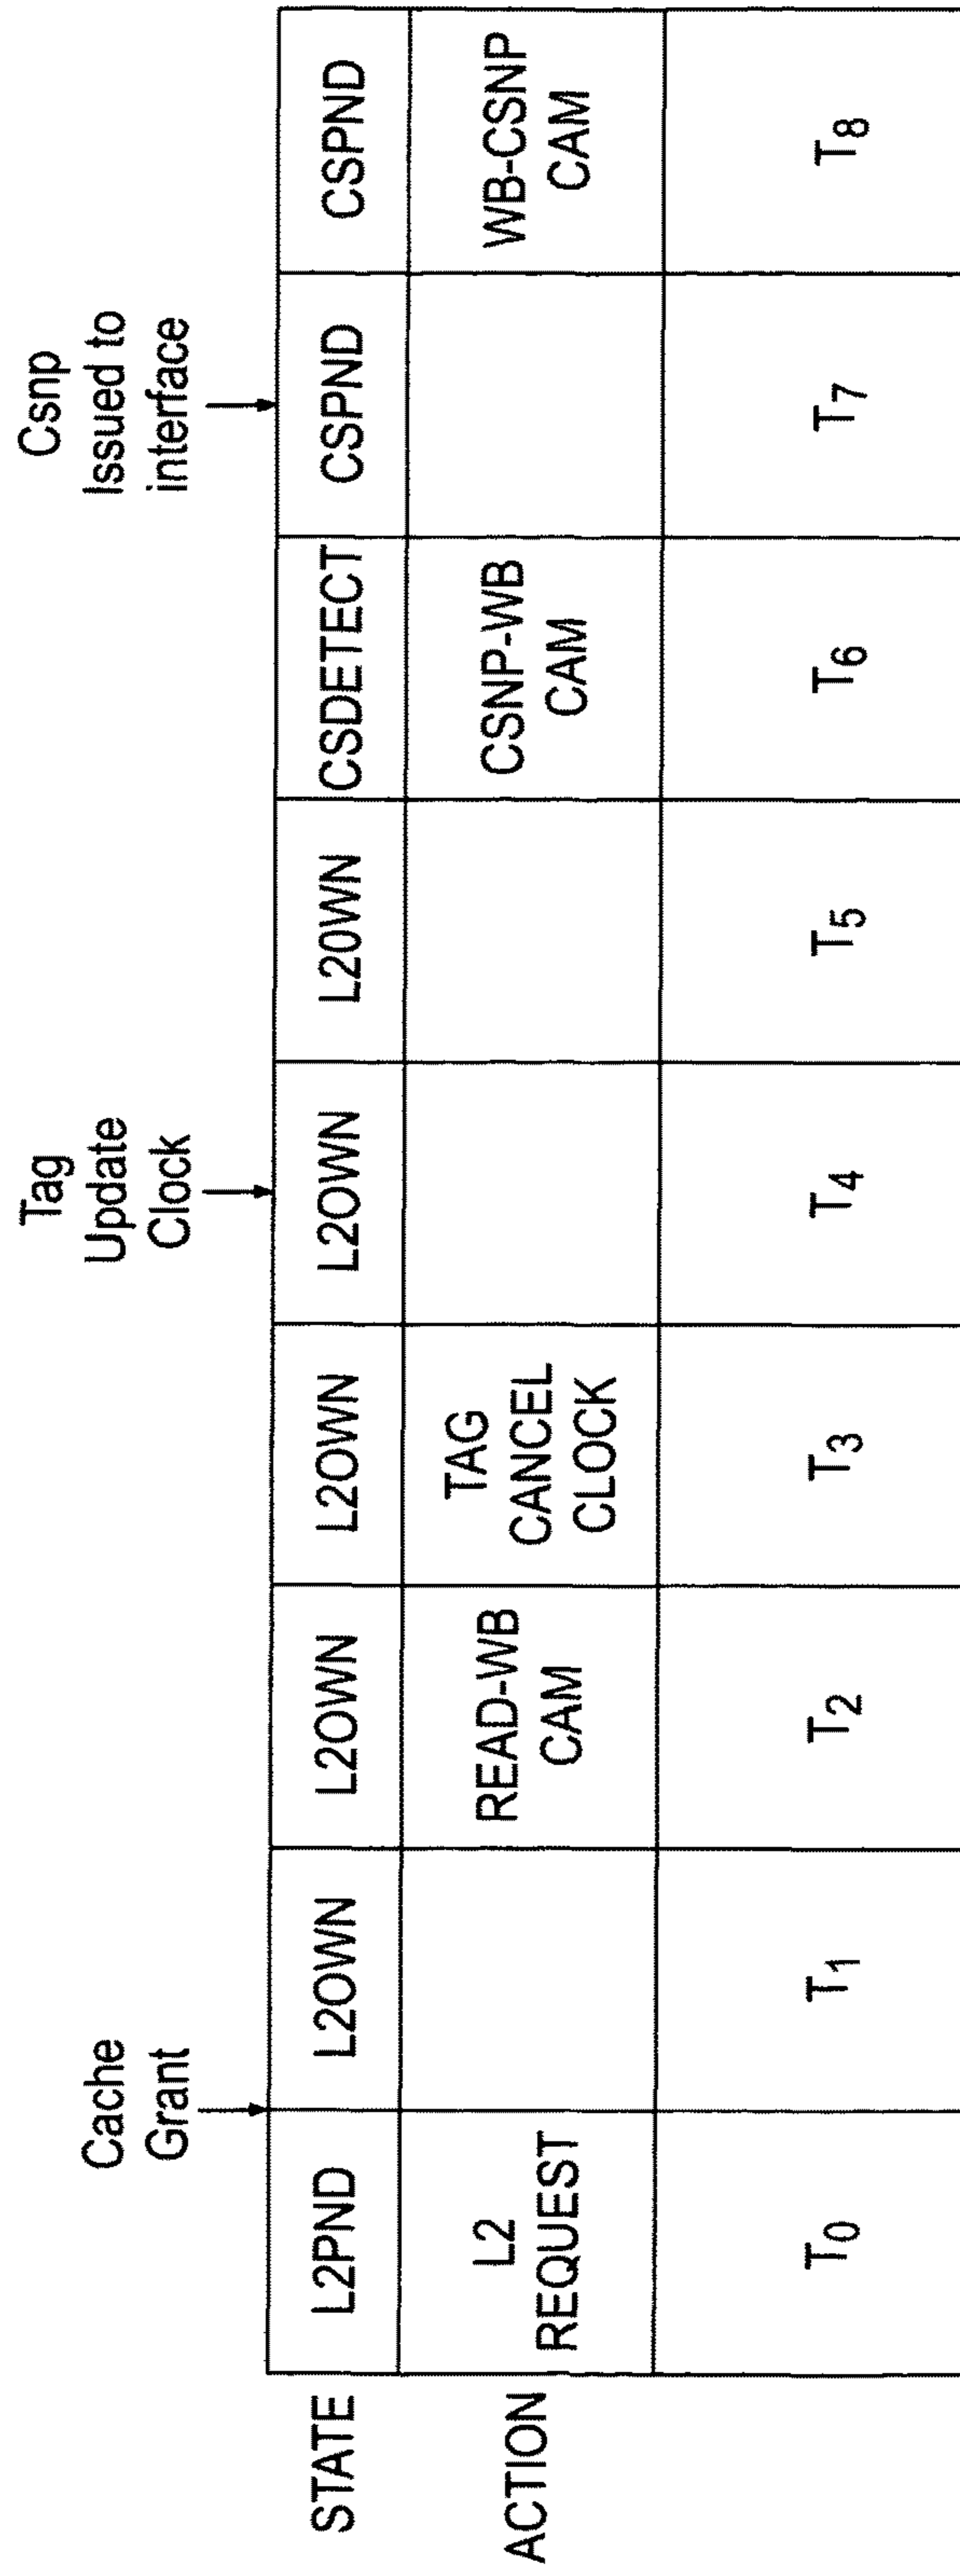 Cache
Grant
Tag
Update
Clock
Csnp
Issued to
interface
STATE
L2PND
L2OWN
L2OWN
L2OWN
L2OWN
L20WN
CSDETECT
CSPND
CSPND
ACTION
L2
REQUEST
READ-WB
CAM
TAG
CANCEL
CLOCK
CSNP-WB
CAM
WB-CSNP
CAM
T0
T1
T2
T3
T4
T5
T6
T7
T8